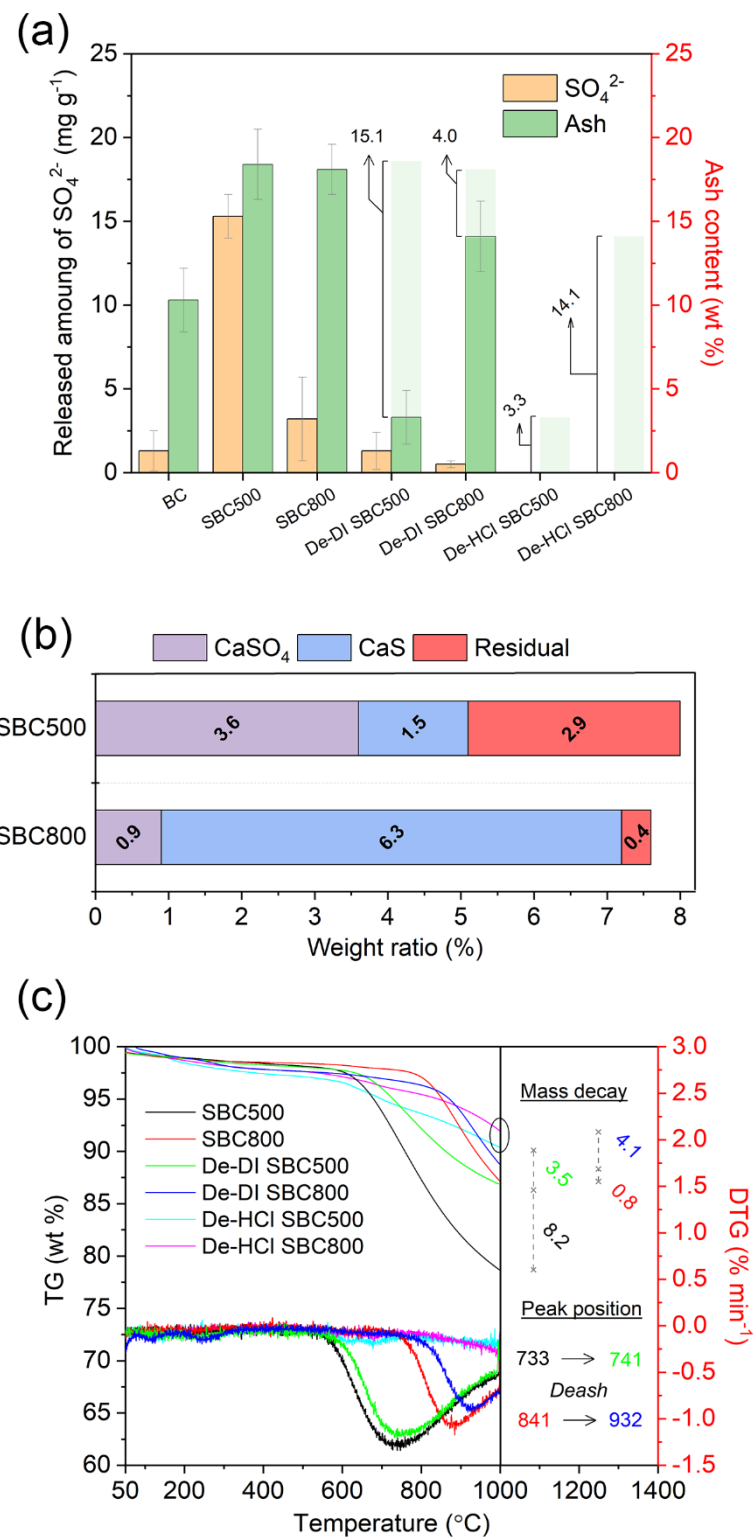 (a)
Released amoung of SO₄²⁻ (mg g⁻¹)
25
20
15
10
5
0
SO₄²⁻
Ash
15.1
4.0
3.3
14.1
25
20
15
10
5
0
Ash content (wt %)
BC
SBC500
SBC800
De-DI SBC500
De-DI SBC800
De-HCl SBC500
De-HCl SBC800
(b)
CaSO₄
CaS
Residual
SBC500
3.6
1.5
2.9
SBC800
0.9
6.3
0.4
0 1 2 3 4 5 6 7 8
Weight ratio (%)
(c)
TG (wt %)
100
95
90
85
80
75
70
65
60
SBC500
SBC800
De-DI SBC500
De-DI SBC800
De-HCl SBC500
De-HCl SBC800
Mass decay
3.5
8.2
4.1
0.8
Peak position
733 → 741
Deash
841 → 932
3.0
2.5
2.0
1.5
1.0
0.5
0.0
-0.5
-1.0
-1.5
DTG (% min⁻¹)
50 200 400 600 800 1000 1200 1400
Temperature (°C)